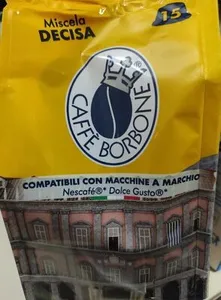 Miscela
DECISA
15
CAFFÈ BORBONE
COMPATIBILI CON MACCHINE A MARCHIO
Nescafé®* Dolce Gusto®*